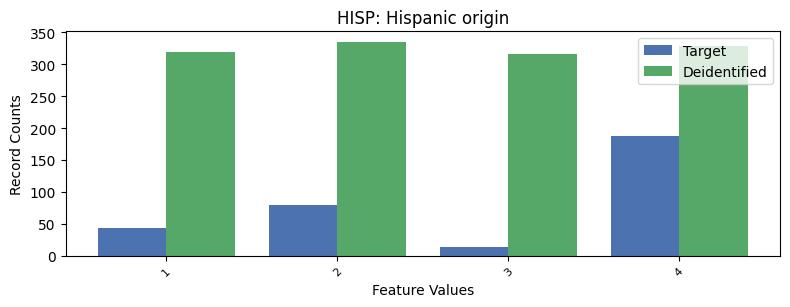 HISP: Hispanic origin
Target
Deidentified
Record Counts
350
300
250
200
150
100
50
0
1
2
3
4
Feature Values